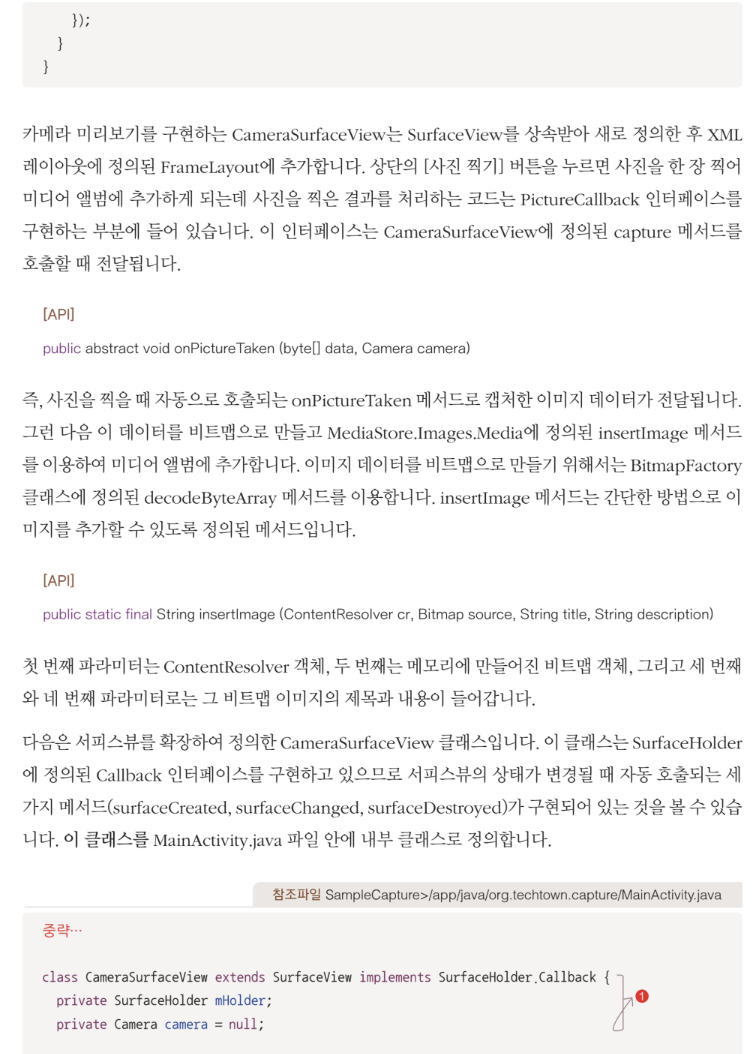 });
}
}
카메라 미리보기를 구현하는 CameraSurfaceView는 SurfaceView를 상속받아 새로 정의한 후 XML
레이아웃에 정의된 FrameLayout에 추가합니다. 상단의 [사진 찍기] 버튼을 누르면 사진을 한 장 찍어
미디어 앨범에 추가하게 되는데 사진을 찍은 결과를 처리하는 코드는 PictureCallback 인터페이스를
구현하는 부분에 들어 있습니다. 이 인터페이스는 CameraSurfaceView에 정의된 capture 메서드를
호출할 때 전달됩니다.
[API]
public abstract void onPictureTaken (byte[] data, Camera camera)
즉, 사진을 찍을 때 자동으로 호출되는 onPictureTaken 메서드로 캡처한 이미지 데이터가 전달됩니다.
그런 다음 이 데이터를 비트맵으로 만들고 MediaStore.Images.Media에 정의된 insertImage 메서드
를 이용하여 미디어 앨범에 추가합니다. 이미지 데이터를 비트맵으로 만들기 위해서는 BitmapFactory
클래스에 정의된 decodeByteArray 메서드를 이용합니다. insertImage 메서드는 간단한 방법으로 이
미지를 추가할 수 있도록 정의된 메서드입니다.
[API]
public static final String insertImage (ContentResolver cr, Bitmap source, String title, String description)
첫 번째 파라미터는 ContentResolver 객체, 두 번째는 메모리에 만들어진 비트맵 객체, 그리고 세 번째
와 네 번째 파라미터로는 그 비트맵 이미지의 제목과 내용이 들어갑니다.
다음은 서피스뷰를 확장하여 정의한 CameraSurfaceView 클래스입니다. 이 클래스는 SurfaceHolder
에 정의된 Callback 인터페이스를 구현하고 있으므로 서피스뷰의 상태가 변경될 때 자동 호출되는 세
가지 메서드(surfaceCreated, surfaceChanged, surfaceDestroyed)가 구현되어 있는 것을 볼 수 있습
니다. 이 클래스를 MainActivity.java 파일 안에 내부 클래스로 정의합니다.
참조파일 SampleCapture>/app/java/org.techtown.capture/MainActivity.java
중략…
class CameraSurfaceView extends SurfaceView implements SurfaceHolder.Callback {
private SurfaceHolder mHolder; 1
private Camera camera = null;